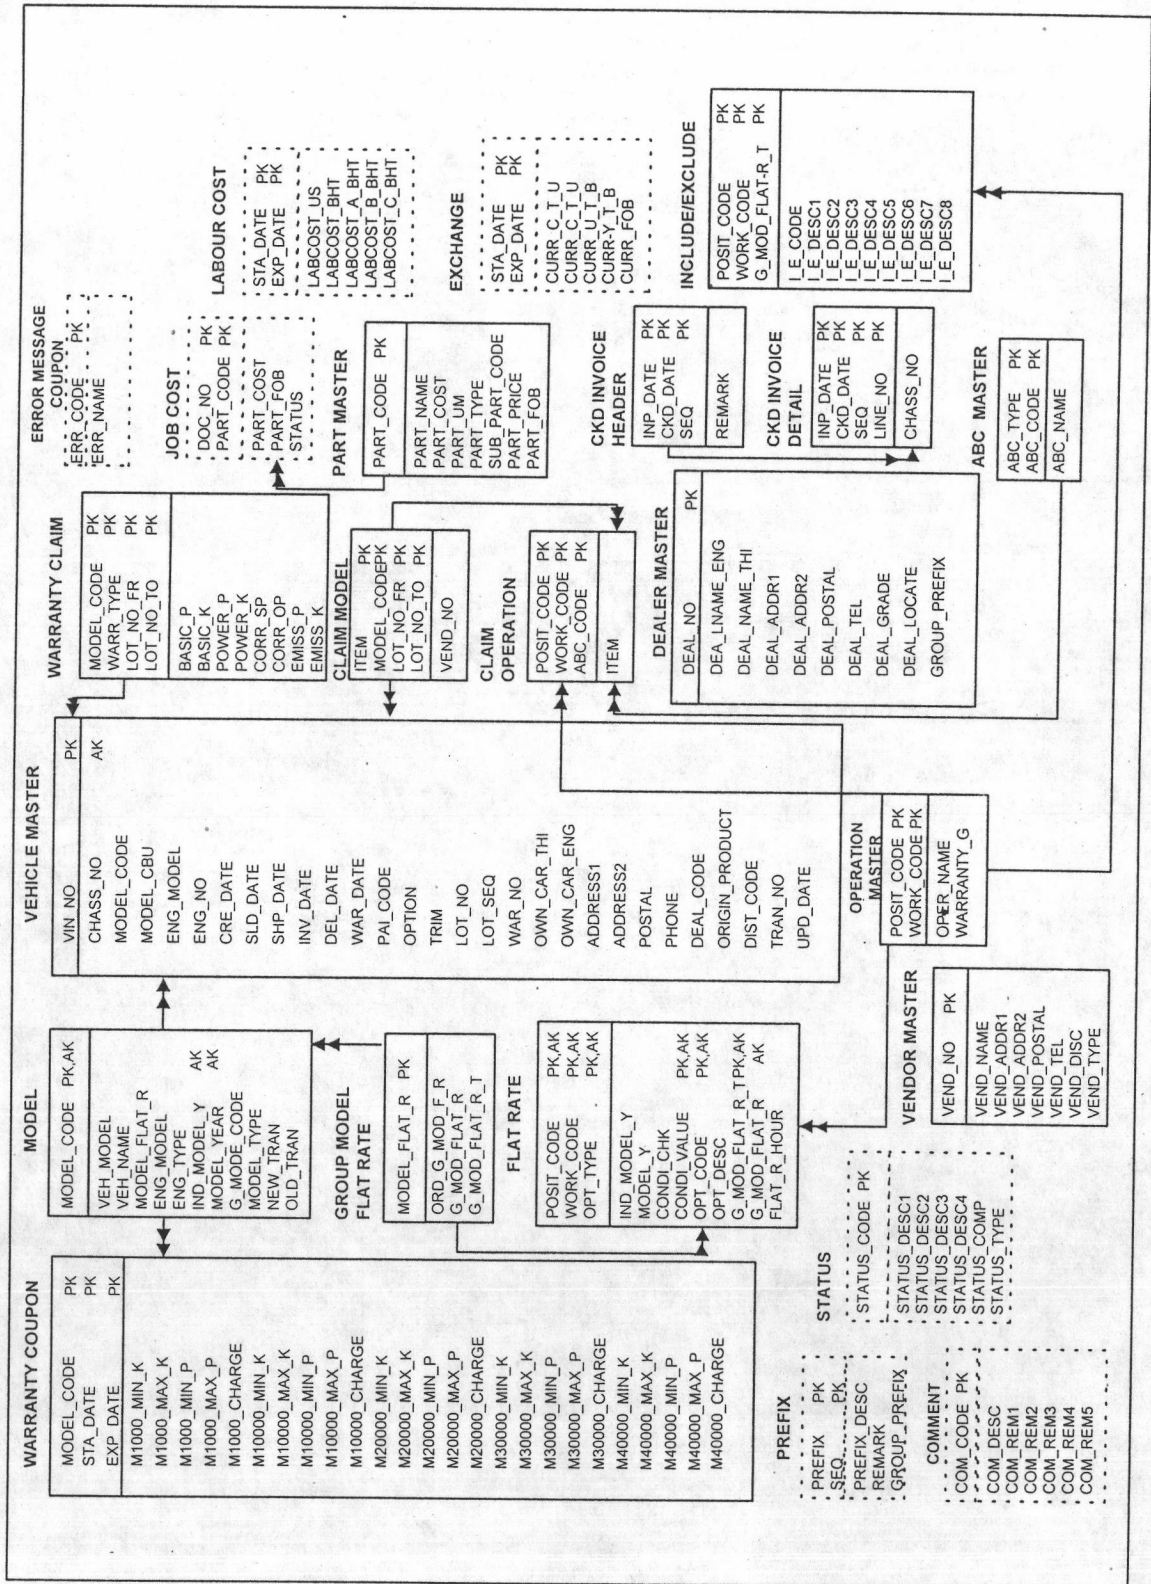 WARRANTY COUPON
MODEL_CODE PK
STA_DATE PK
EXP_DATE PK
M1000_MIN_K
M1000_MAX_K
M1000_MIN_P
M1000_MAX_P
M1000_CHARGE
M10000_MIN_K
M10000_MAX_K
M10000_MIN_P
M10000_MAX_P
M10000_CHARGE
M20000_MIN_K
M20000_MAX_K
M20000_MIN_P
M20000_MAX_P
M20000_CHARGE
M30000_MIN_K
M30000_MAX_K
M30000_MIN_P
M30000_MAX_P
M30000_CHARGE
M40000_MIN_K
M40000_MAX_K
M40000_MIN_P
M40000_MAX_P
M40000_CHARGE
PREFIX
PREFIX PK
SEQ PK
PREFIX_DESC
REMARK
GROUP_PREFIX
COMMENT
COM_CODE PK
COM_DESC
COM_REM1
COM_REM2
COM_REM3
COM_REM4
COM_REM5
MODEL
MODEL_CODE PK,AK
VEH_MODEL
VEH_NAME
MODEL_FLAT_R
ENG_MODEL
ENG_TYPE
IND_MODEL_Y AK
MODEL_YEAR AK
G_MODE_CODE
MODEL_TYPE
NEW_TRAN
OLD_TRAN
GROUP MODEL
FLAT RATE
MODEL_FLAT_R PK
ORD_G_MOD_F_R
G_MOD_FLAT_R
G_MOD_FLAT_R_T
FLAT RATE
POSIT_CODE PK,AK
WORK_CODE PK,AK
OPT_TYPE PK,AK
IND_MODEL_Y
MODEL_Y
CONDI_CHK
CONDI_VALUE PK,AK
OPT_CODE PK,AK
OPT_DESC
G_MOD_FLAT_R_T PK,AK
G_MOD_FLAT_R AK
FLAT_R_HOUR
STATUS
STATUS_CODE PK
STATUS_DESC1
STATUS_DESC2
STATUS_DESC3
STATUS_DESC4
STATUS_COMP
STATUS_TYPE
VEHICLE MASTER
VIN_NO PK
CHASS_NO AK
MODEL_CODE
MODEL_CBU
ENG_MODEL
ENG_NO
CRE_DATE
SLD_DATE
SHP_DATE
INV_DATE
DEL_DATE
WAR_DATE
PAI_CODE
OPTION
TRIM
LOT_NO
LOT_SEQ
WAR_NO
OWN_CAR_THI
OWN_CAR_ENG
ADDRESS1
ADDRESS2
POSTAL
PHONE
DEAL_CODE
ORIGIN_PRODUCT
DIST_CODE
TRAN_NO
UPD_DATE
OPERATION
MASTER
POSIT_CODE PK
WORK_CODE PK
OPER_NAME
WARRANTY_G
VENDOR MASTER
VEND_NO PK
VEND_NAME
VEND_ADDR1
VEND_ADDR2
VEND_POSTAL
VEND_TEL
VEND_DISC
VEND_TYPE
WARRANTY CLAIM
MODEL_CODE PK
WARR_TYPE PK
LOT_NO_FR PK
LOT_NO_TO PK
BASIC_P
BASIC_K
POWER_P
POWER_K
CORR_SP
CORR_OP
EMISS_P
EMISS_K
CLAIM MODEL
ITEM PK
MODEL_CODEPK
LOT_NO_FR PK
LOT_NO_TO PK
VEND_NO
CLAIM
OPERATION
POSIT_CODE PK
WORK_CODE PK
ABC_CODE PK
ITEM
DEALER MASTER
DEAL_NO PK
DEA_LNAME_ENG
DEAL_NAME_THI
DEAL_ADDR1
DEAL_ADDR2
DEAL_POSTAL
DEAL_TEL
DEAL_GRADE
DEAL_LOCATE
GROUP_PREFIX
ERROR MESSAGE
COUPON
ERR_CODE PK
ERR_NAME
JOB COST
DOC_NO PK
PART_CODE PK
PART_COST
PART_FOB
STATUS
PART MASTER
PART_CODE PK
PART_NAME
PART_COST
PART_UM
PART_TYPE
SUB_PART_CODE
PART_PRICE
PART_FOB
CKD INVOICE
HEADER
INP_DATE PK
CKD_DATE PK
SEQ PK
REMARK
CKD INVOICE
DETAIL
INP_DATE PK
CKD_DATE PK
SEQ PK
LINE_NO PK
CHASS_NO
ABC MASTER
ABC_TYPE PK
ABC_CODE PK
ABC_NAME
LABOUR COST
STA_DATE PK
EXP_DATE PK
LABCOST_US
LABCOST_BHT
LABCOST_A_BHT
LABCOST_B_BHT
LABCOST_C_BHT
EXCHANGE
STA_DATE PK
EXP_DATE PK
CURR_C_T_U
CURR_C_T_U
CURR_U_T_B
CURR-Y_T_B
CURR_FOB
INCLUDE/EXCLUDE
POSIT_CODE PK
WORK_CODE PK
G_MOD_FLAT-R_T PK
I_E_CODE
I_E_DESC1
I_E_DESC2
I_E_DESC3
I_E_DESC4
I_E_DESC5
I_E_DESC6
I_E_DESC7
I_E_DESC8